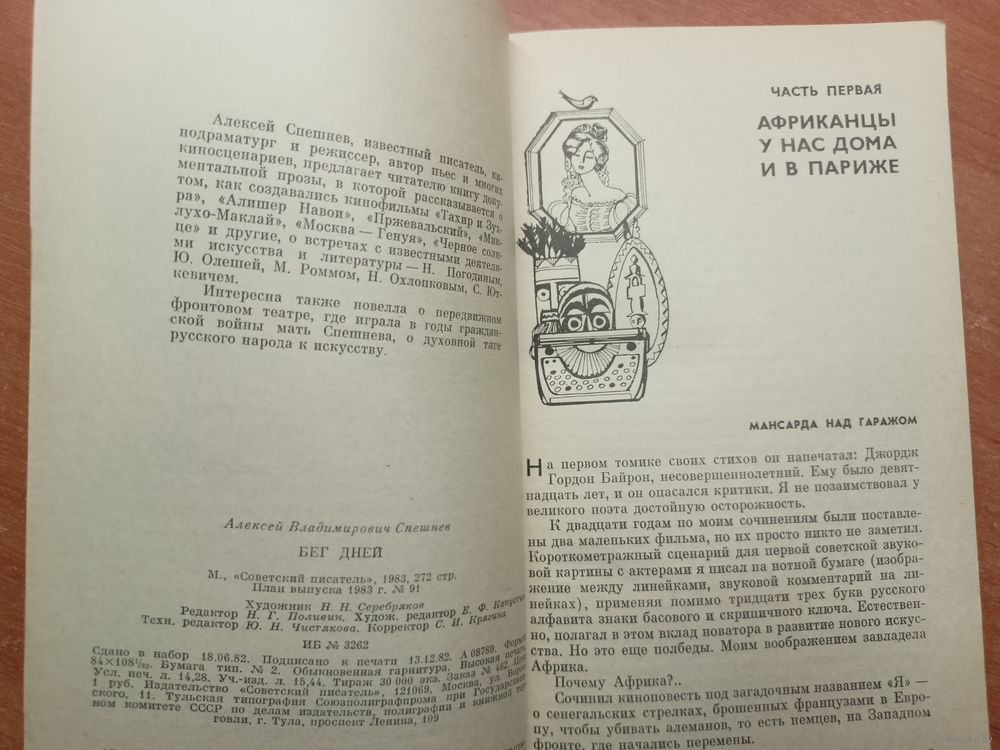 Алексей Спешнев, известный писатель, ки-
нодраматург и режиссер, автор пьес и многих
киносценариев, предлагает читателю книгу доку-
ментальной прозы, в которой рассказывается о
том, как создавались кинофильмы «Тахир и Зух-
ра», «Алишер Навои», «Пржевальский», «Мик-
лухо-Маклай», «Москва — Генуя», «Черное солн-
це» и другие, о встречах с известными деятеля-
ми искусства и литературы — Н. Погодиным,
Ю. Олешей, М. Роммом, Н. Охлопковым, С. Ют-
кевичем.
Интересна также новелла о передвижном
фронтовом театре, где играла в годы граждан-
ской войны мать Спешнева, о духовной тяге
русского народа к искусству.
Алексей Владимирович Спешнев
БЕГ ДНЕЙ
М., «Советский писатель», 1983, 272 стр.
План выпуска 1983 г. № 91
Художник Н. Н. Серебряков
Редактор Н. Г. Поливин. Худож. редактор Е. Ф. Капустин
Техн. редактор Ю. Н. Чистякова. Корректор С. И. Крягина
ИБ № 3262
Сдано в набор 18.06.82. Подписано к печати 13.12.82. А 08789. Формат
84×108¹/₃₂. Бумага тип. № 2. Обыкновенная гарнитура. Высокая печать.
Усл. печ. л. 14,28. Уч.-изд. л. 15,44. Тираж 30 000 экз. Заказ № 462. Цена
1 руб. Издательство «Советский писатель», 121069, Москва, ул. Воров-
ского, 11. Тульская типография Союзполиграфпрома при Государствен-
ном комитете СССР по делам издательств, полиграфии и книжной тор-
говли, г. Тула, проспект Ленина, 109
ЧАСТЬ ПЕРВАЯ
АФРИКАНЦЫ
У НАС ДОМА
И В ПАРИЖЕ
МАНСАРДА НАД ГАРАЖОМ
На первом томике своих стихов он напечатал: Джордж
Гордон Байрон, несовершеннолетний. Ему было девят-
надцать лет, и он опасался критики. Я не позаимствовал у
великого поэта достойную осторожность.
К двадцати годам по моим сочинениям были поставле-
ны два маленьких фильма, но их просто никто не заметил.
Короткометражный сценарий для первой советской звуко-
вой картины с актерами я писал на нотной бумаге (изобра-
жение между линейками, звуковой комментарий на ли-
нейках), применяя помимо тридцати трех букв русского
алфавита знаки басового и скрипичного ключа. Естествен-
но, полагал в этом вклад новатора в развитие нового искус-
ства. Но это еще полбеды. Моим воображением завладела
Африка.
Почему Африка?..
Сочинил киноповесть под загадочным названием «Я» —
о сенегальских стрелках, брошенных французами в Евро-
пу, чтобы убивать алеманов, то есть немцев, на Западном
фронте, где начались перемены.